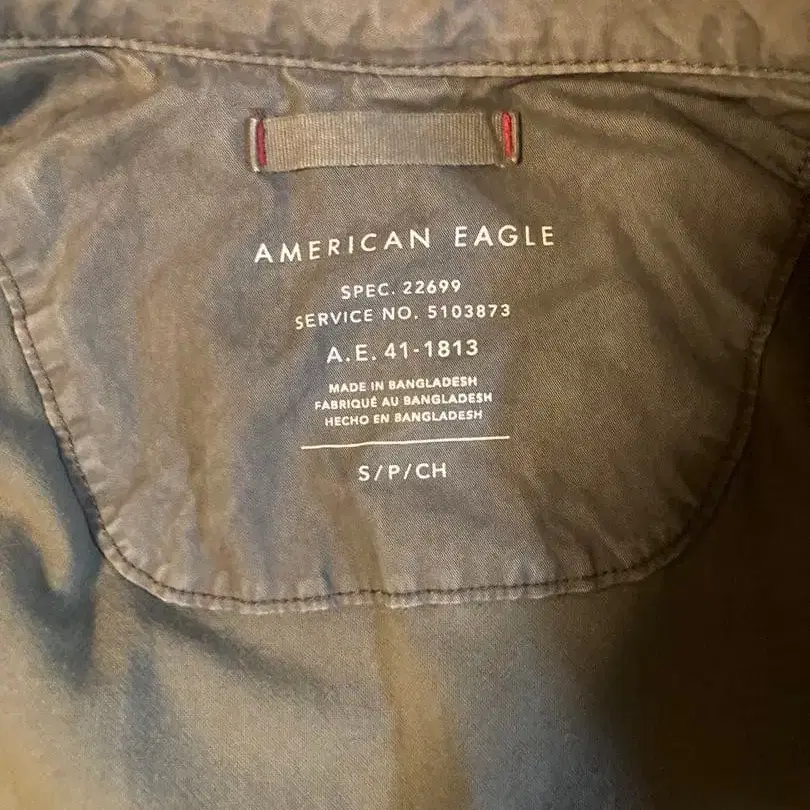 AMERICAN EAGLE
SPEC. 22699
SERVICE NO. 5103873
A.E. 41-1813
MADE IN BANGLADESH
FABRIQUÉ AU BANGLADESH
HECHO EN BANGLADESH
S/P/CH